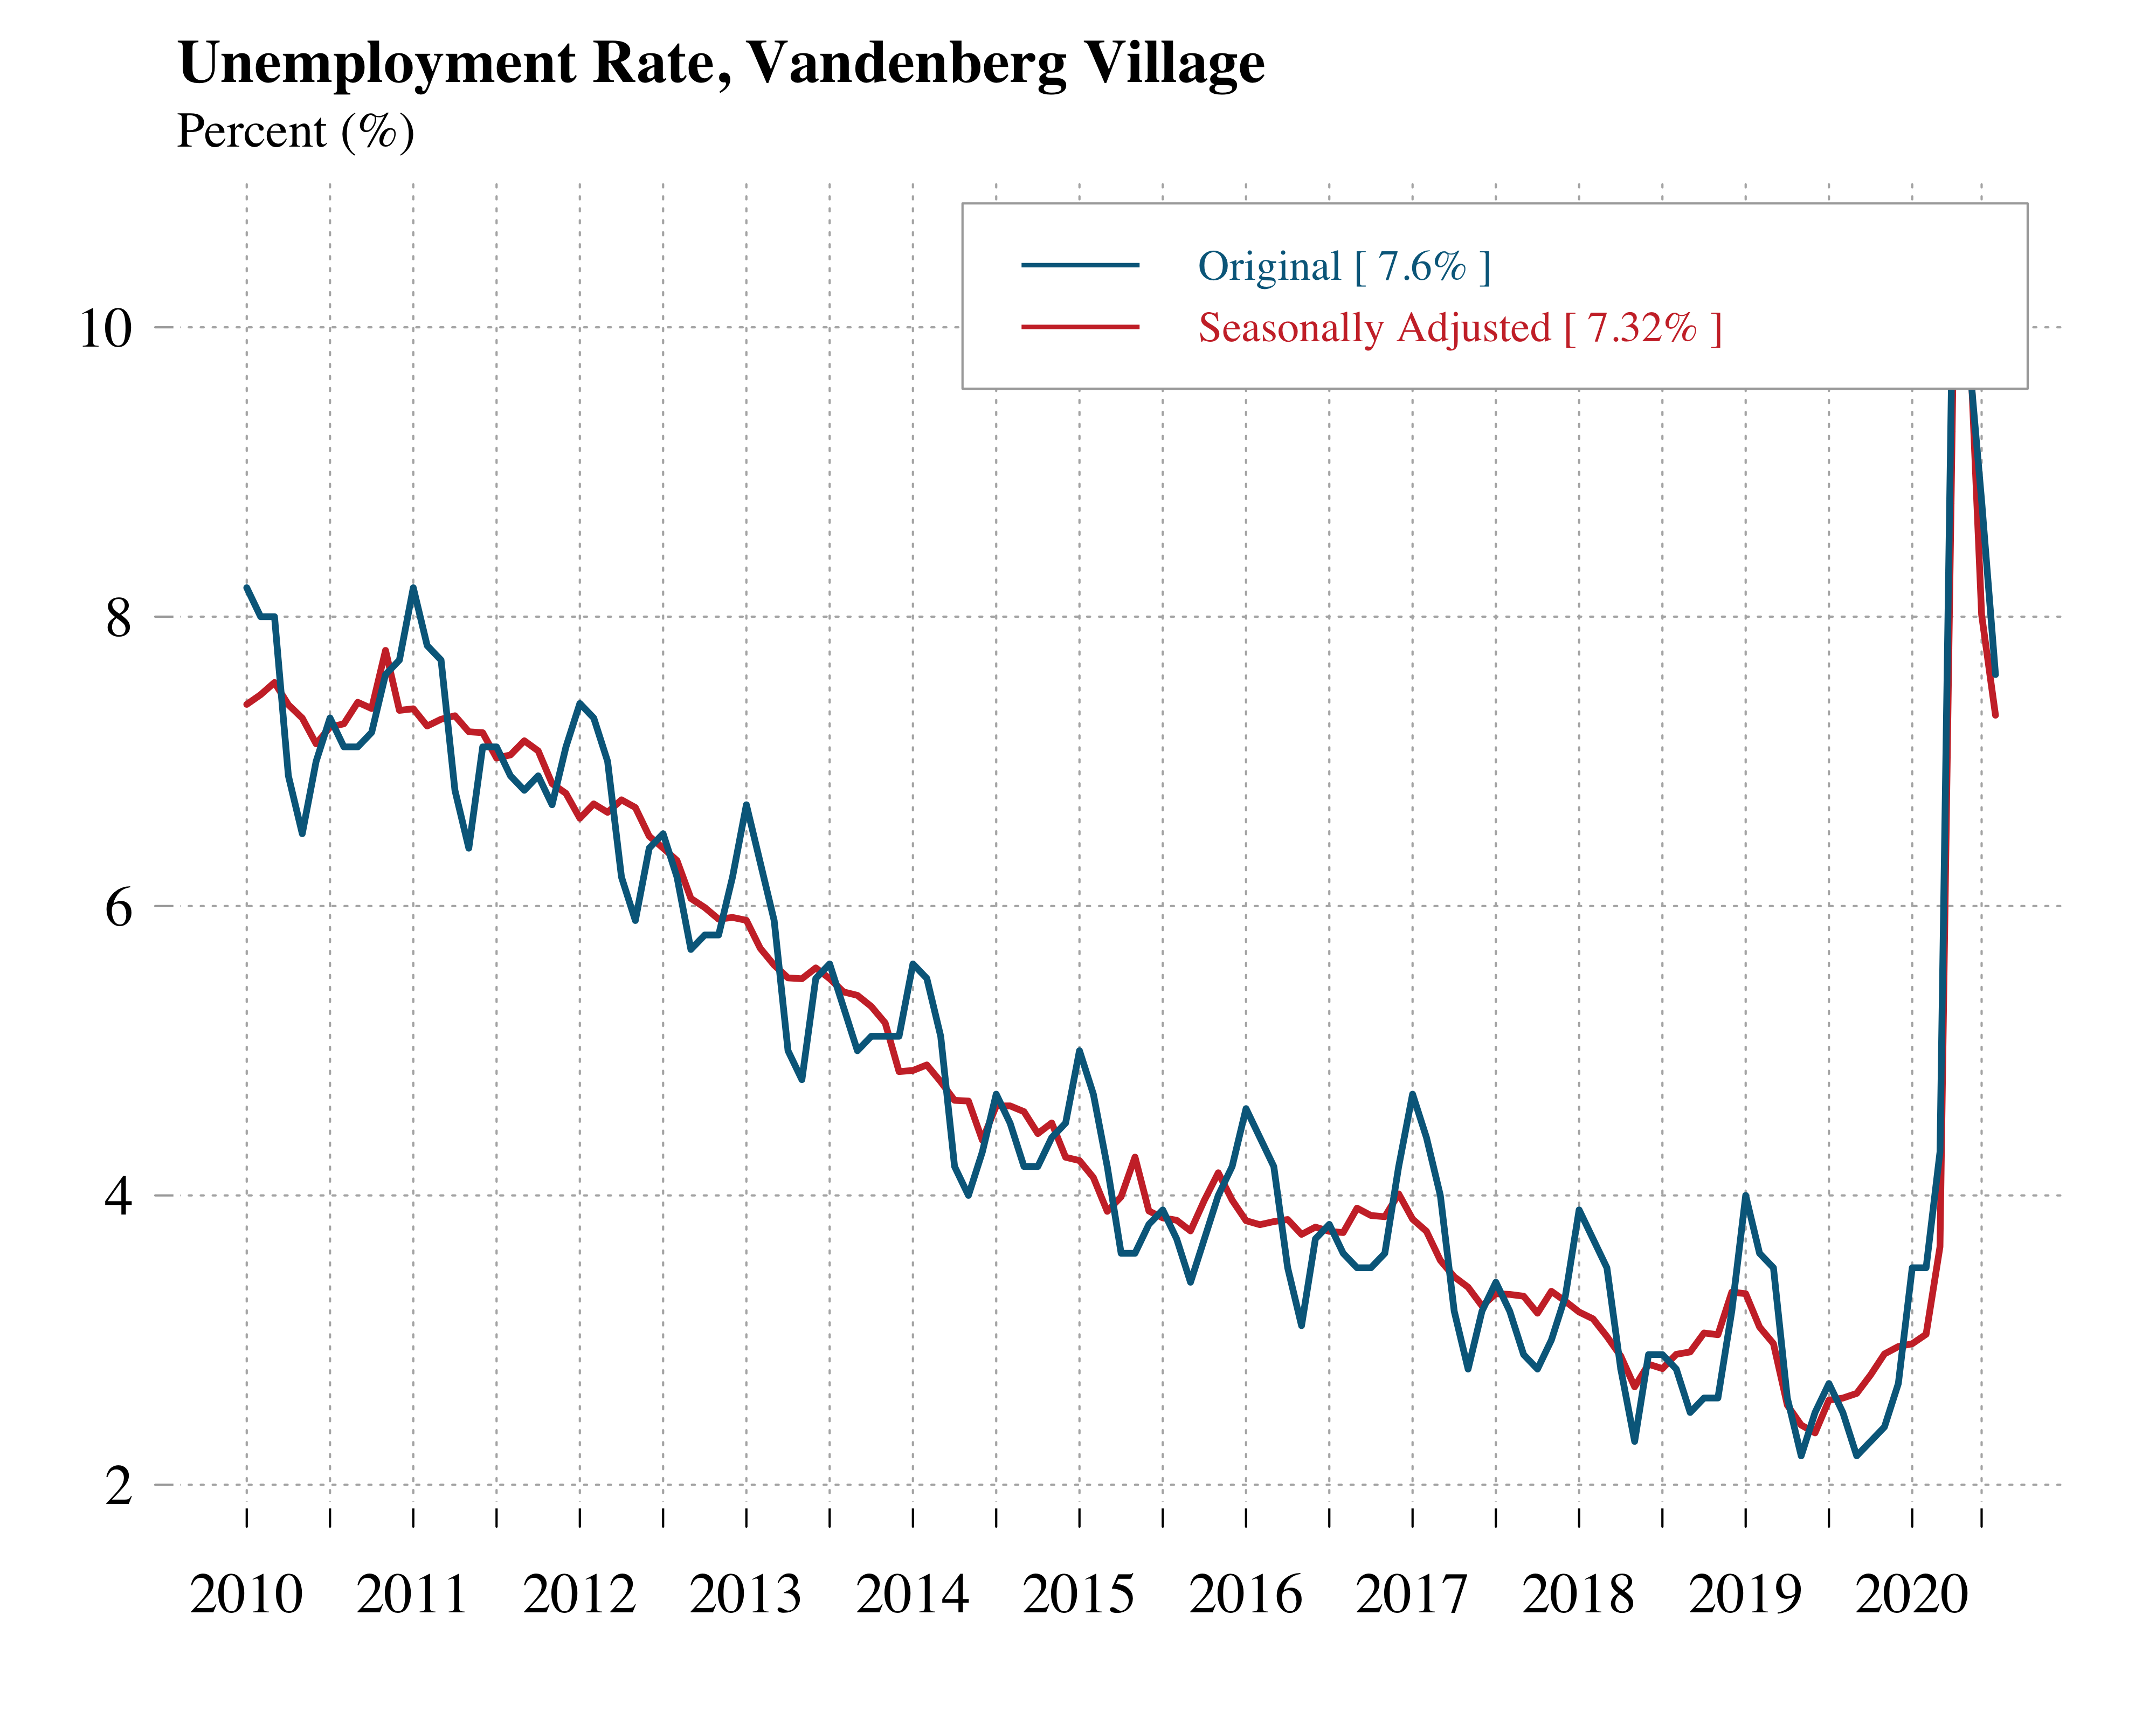 Unemployment Rate, Vandenberg Village
Percent (%)
Original [ 7.6% ]
Seasonally Adjusted [ 7.32% ]
10
8
6
4
2
2010 2011 2012 2013 2014 2015 2016 2017 2018 2019 2020